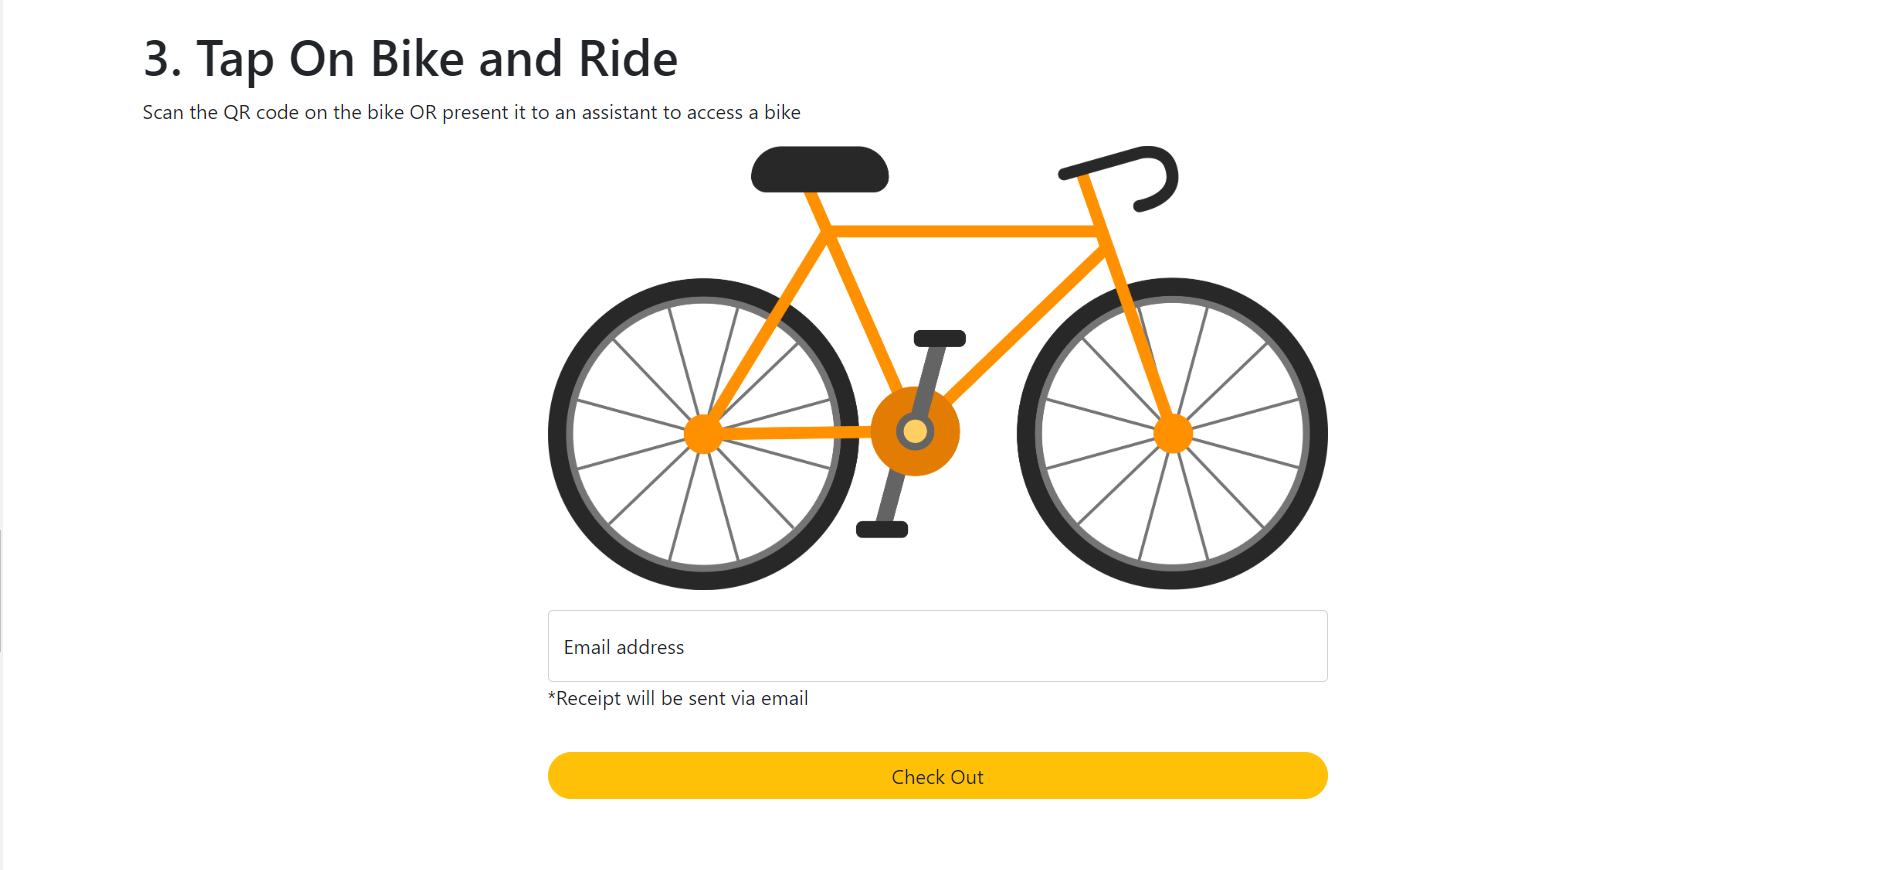 3. Tap On Bike and Ride
Scan the QR code on the bike OR present it to an assistant to access a bike
Email address
*Receipt will be sent via email
Check Out